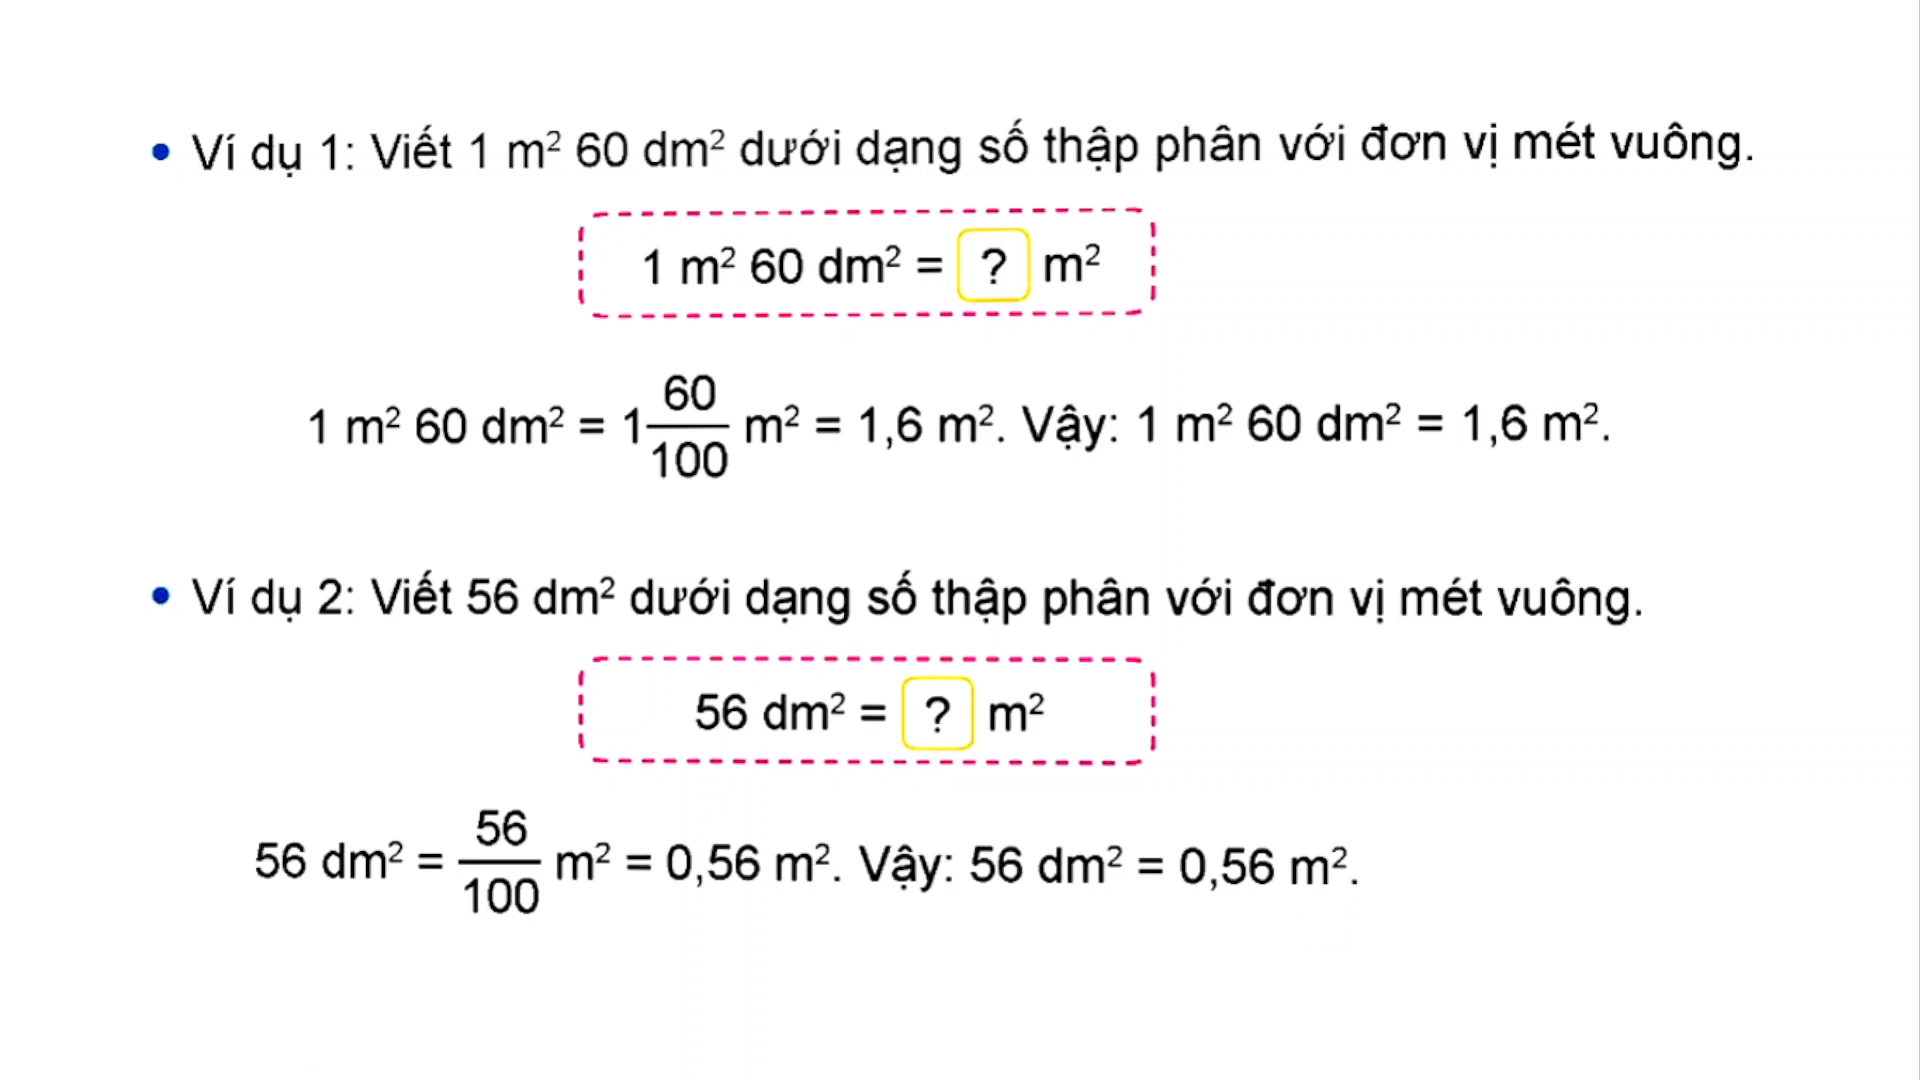 • Ví dụ 1: Viết 1 m² 60 dm² dưới dạng số thập phân với đơn vị mét vuông.
1 m² 60 dm² = ? m²
1 m² 60 dm² = 1 60/100 m² = 1,6 m². Vậy: 1 m² 60 dm² = 1,6 m².
• Ví dụ 2: Viết 56 dm² dưới dạng số thập phân với đơn vị mét vuông.
56 dm² = ? m²
56 dm² = 56/100 m² = 0,56 m². Vậy: 56 dm² = 0,56 m².